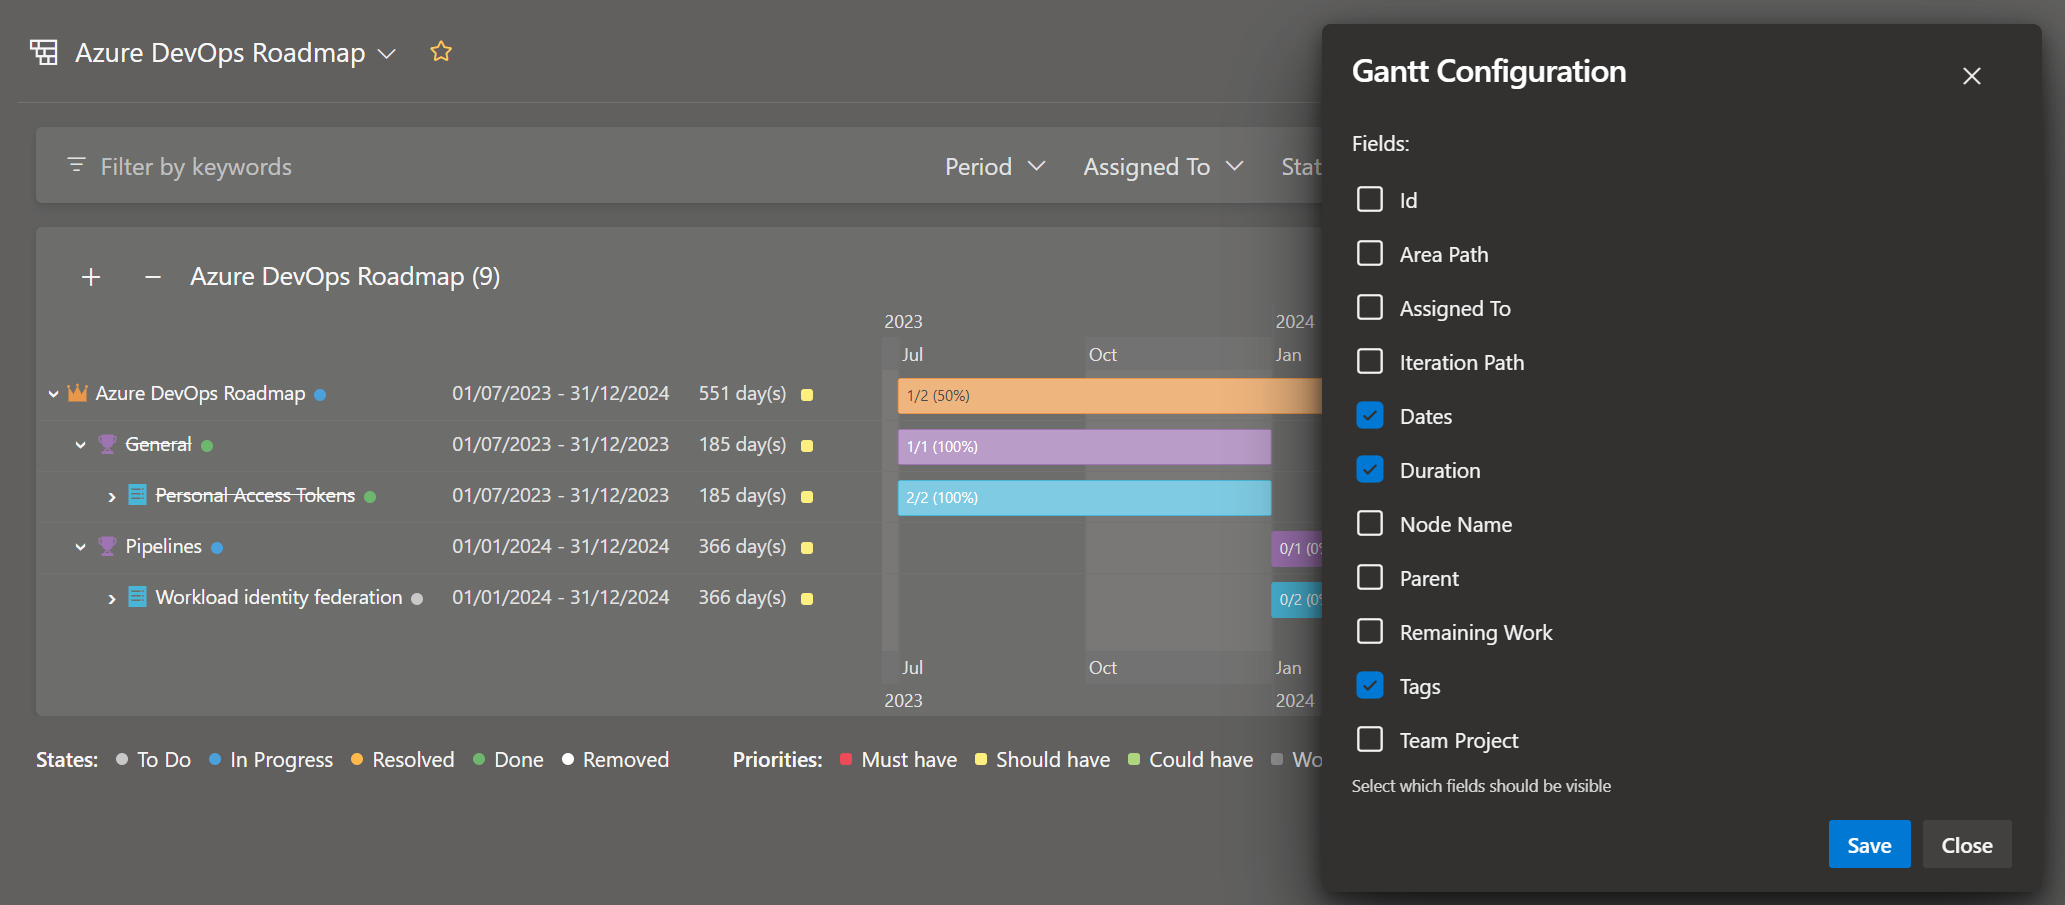 Azure DevOps Roadmap
Filter by keywords
Period
Assigned To
Stat
Azure DevOps Roadmap (9)
2023
2024
Jul
Oct
Jan
Azure DevOps Roadmap
01/07/2023 - 31/12/2024
551 day(s)
1/2 (50%)
General
01/07/2023 - 31/12/2023
185 day(s)
1/1 (100%)
Personal Access Tokens
01/07/2023 - 31/12/2023
185 day(s)
2/2 (100%)
Pipelines
01/01/2024 - 31/12/2024
366 day(s)
0/1 (0%
Workload identity federation
01/01/2024 - 31/12/2024
366 day(s)
0/2 (0%
Jul
Oct
Jan
2023
2024
States: To Do In Progress Resolved Done Removed
Priorities: Must have Should have Could have Wo
Gantt Configuration
Fields:
Id
Area Path
Assigned To
Iteration Path
Dates
Duration
Node Name
Parent
Remaining Work
Tags
Team Project
Select which fields should be visible
Save
Close